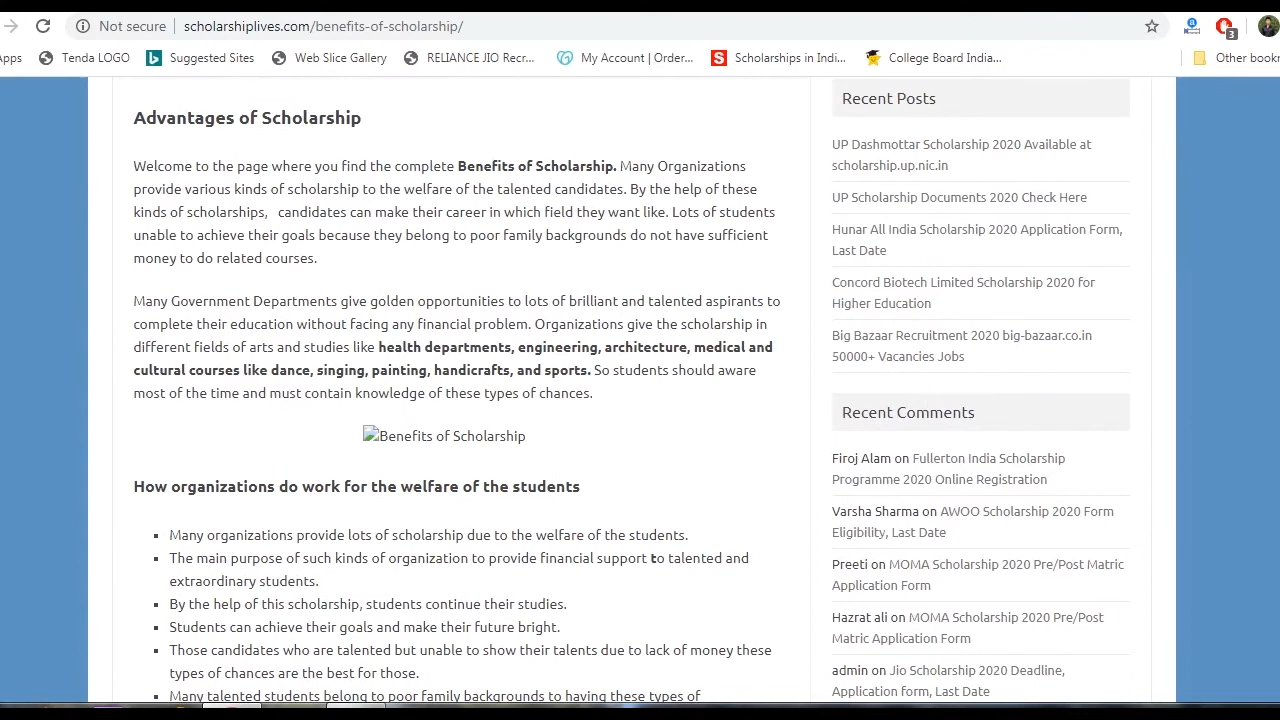 Not secure | scholarshiplives.com/benefits-of-scholarship/
3
App Tenda LOGO Suggested Sites Web Slice Gallery RELIANCE JIO Recr... My Account | Order... Scholarships in Indi... College Board India... Other bookm
Advantages of Scholarship
Welcome to the page where you find the complete Benefits of Scholarship. Many Organizations
provide various kinds of scholarship to the welfare of the talented candidates. By the help of these
kinds of scholarships,  candidates can make their career in which field they want like. Lots of students
unable to achieve their goals because they belong to poor family backgrounds do not have sufficient
money to do related courses.
Many Government Departments give golden opportunities to lots of brilliant and talented aspirants to
complete their education without facing any financial problem. Organizations give the scholarship in
different fields of arts and studies like health departments, engineering, architecture, medical and
cultural courses like dance, singing, painting, handicrafts, and sports. So students should aware
most of the time and must contain knowledge of these types of chances.
Benefits of Scholarship
How organizations do work for the welfare of the students
Many organizations provide lots of scholarship due to the welfare of the students.
The main purpose of such kinds of organization to provide financial support to talented and
extraordinary students.
By the help of this scholarship, students continue their studies.
Students can achieve their goals and make their future bright.
Those candidates who are talented but unable to show their talents due to lack of money these
types of chances are the best for those.
Many talented students belong to poor family backgrounds to having these types of
Recent Posts
UP Dashmottar Scholarship 2020 Available at
scholarship.up.nic.in
UP Scholarship Documents 2020 Check Here
Hunar All India Scholarship 2020 Application Form,
Last Date
Concord Biotech Limited Scholarship 2020 for
Higher Education
Big Bazaar Recruitment 2020 big-bazaar.co.in
50000+ Vacancies Jobs
Recent Comments
Firoj Alam on Fullerton India Scholarship
Programme 2020 Online Registration
Varsha Sharma on AWOO Scholarship 2020 Form
Eligibility, Last Date
Preeti on MOMA Scholarship 2020 Pre/Post Matric
Application Form
Hazrat ali on MOMA Scholarship 2020 Pre/Post
Matric Application Form
admin on Jio Scholarship 2020 Deadline,
Application form, Last Date